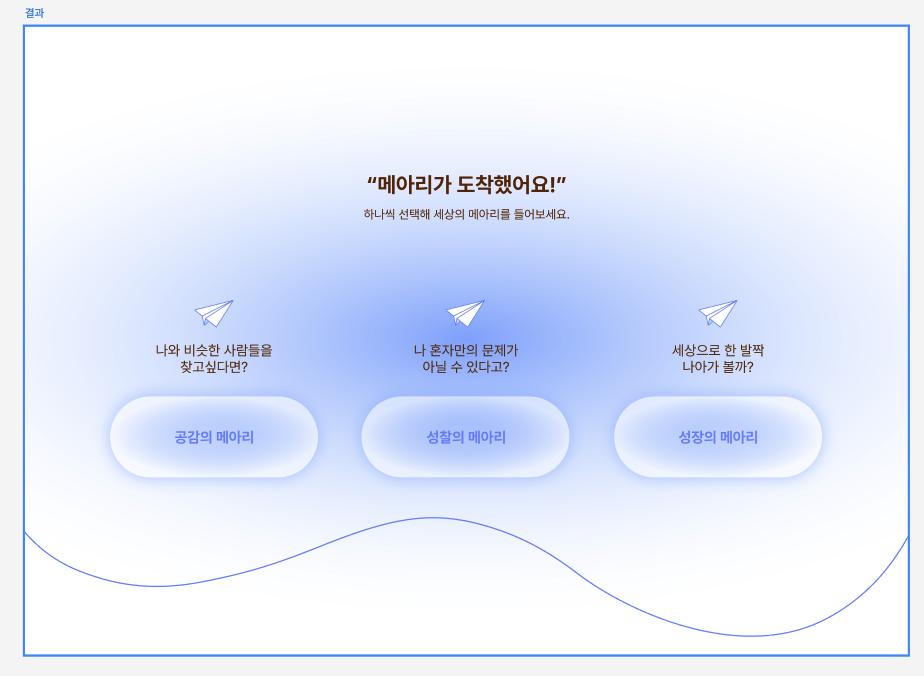 결과
“메아리가 도착했어요!”
하나씩 선택해 세상의 메아리를 들어보세요.
나와 비슷한 사람들을
찾고싶다면?
공감의 메아리
나 혼자만의 문제가
아닐 수 있다고?
성찰의 메아리
세상으로 한 발짝
나아가 볼까?
성장의 메아리